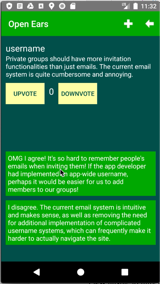 11:32
Open Ears
username
Private groups should have more invitation
functionalities than just emails. The current email
system is quite cumbersome and annoying.
UPVOTE
0
DOWNVOTE
OMG I agree! It's so hard to remember people's
emails when inviting them! If the app developer
had implemented an app-wide username,
perhaps it would be easier for us to add
members to our groups!
I disagree. The current email system is intuitive
and makes sense, as well as removing the need
for additional implementation of complicated
username systems, which can frequently make it
harder to actually navigate the site.